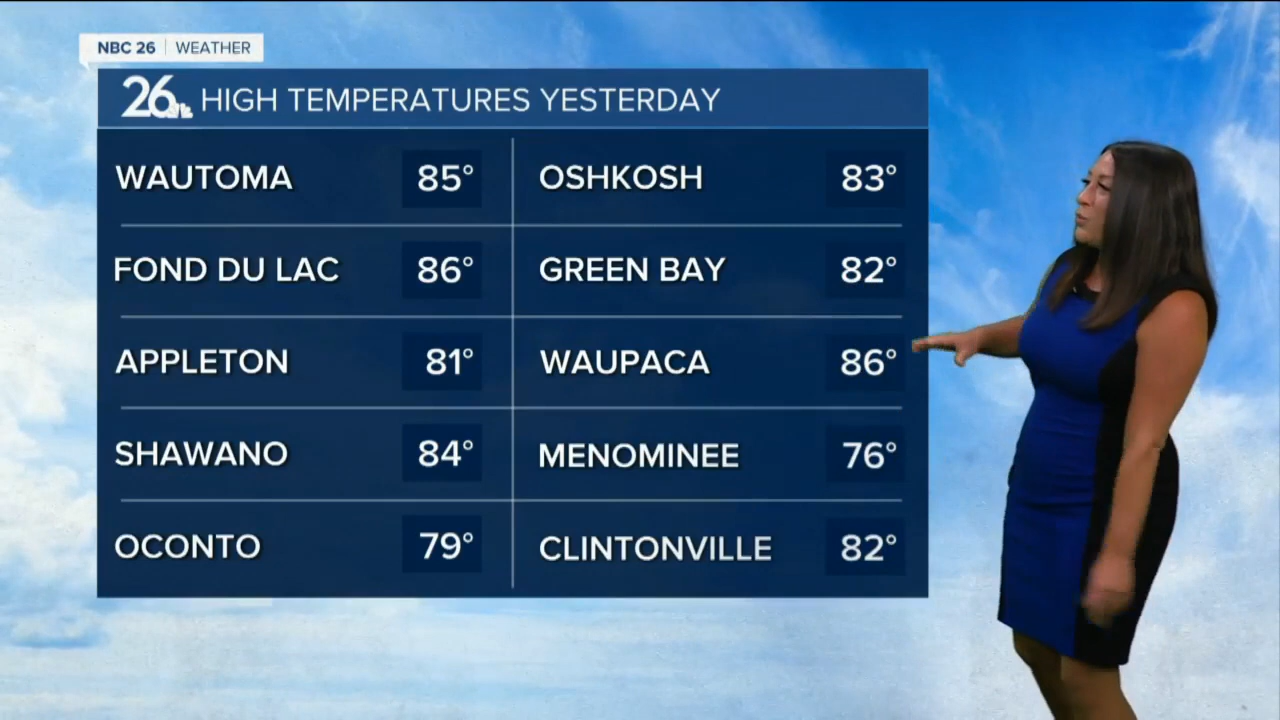 NBC 26 | WEATHER
26 HIGH TEMPERATURES YESTERDAY
WAUTOMA 85°
FOND DU LAC 86°
APPLETON 81°
SHAWANO 84°
OCONTO 79°
OSHKOSH 83°
GREEN BAY 82°
WAUPACA 86°
MENOMINEE 76°
CLINTONVILLE 82°